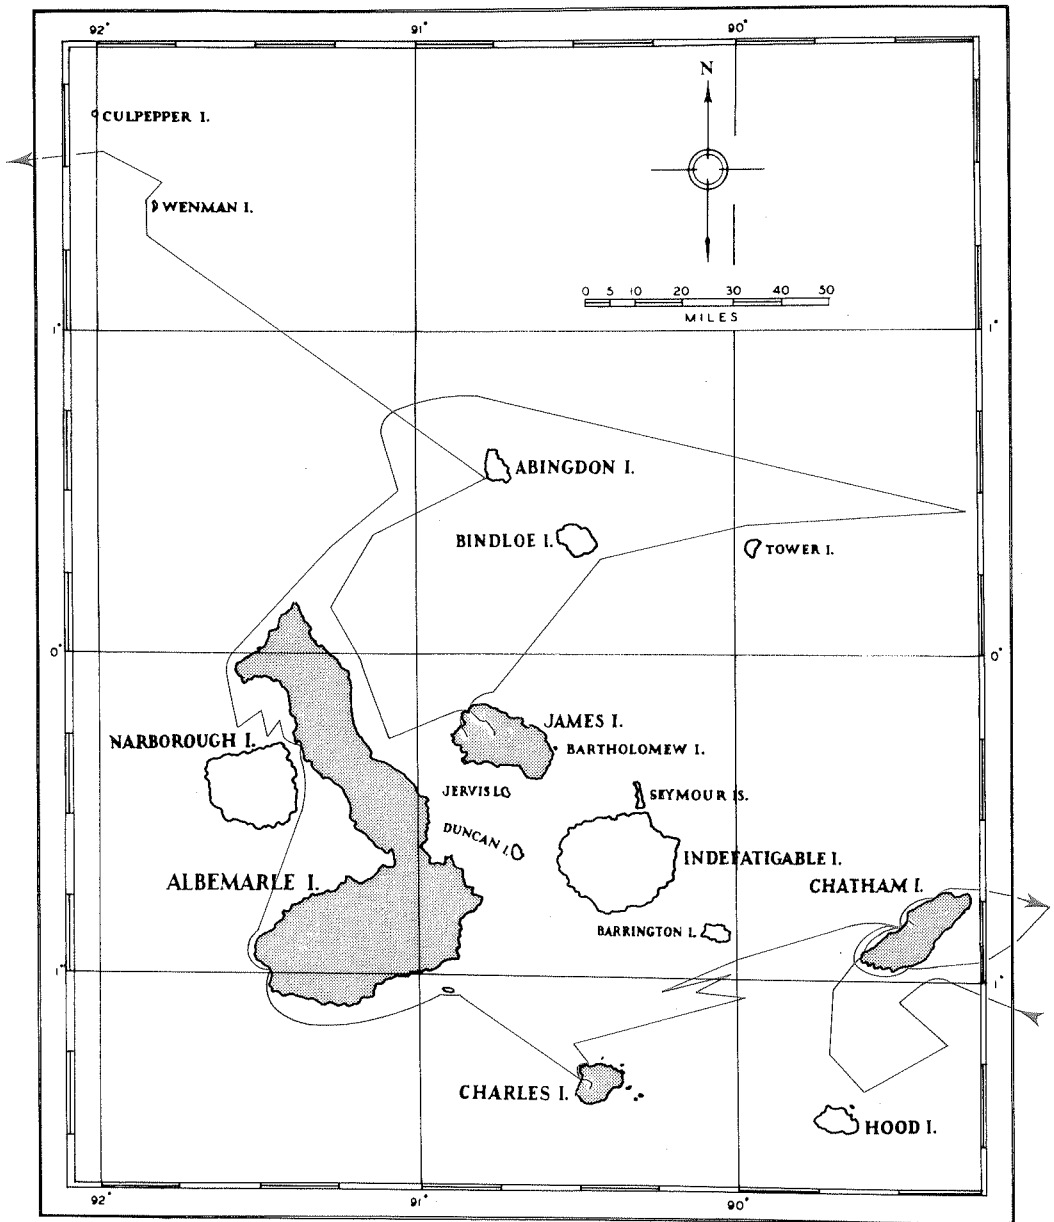 92° 91° 90°
CULPEPPER I.
N
WENMAN I.
0 5 10 20 30 40 50
MILES
1° 1°
ABINGDON I.
BINDLOE I.
TOWER I.
0° 0°
JAMES I.
NARBOROUGH I.
BARTHOLOMEW I.
JERVIS I.
SEYMOUR IS.
DUNCAN I.
INDEFATIGABLE I.
ALBEMARLE I.
CHATHAM I.
BARRINGTON I.
1° 1°
CHARLES I.
HOOD I.
92° 91° 90°